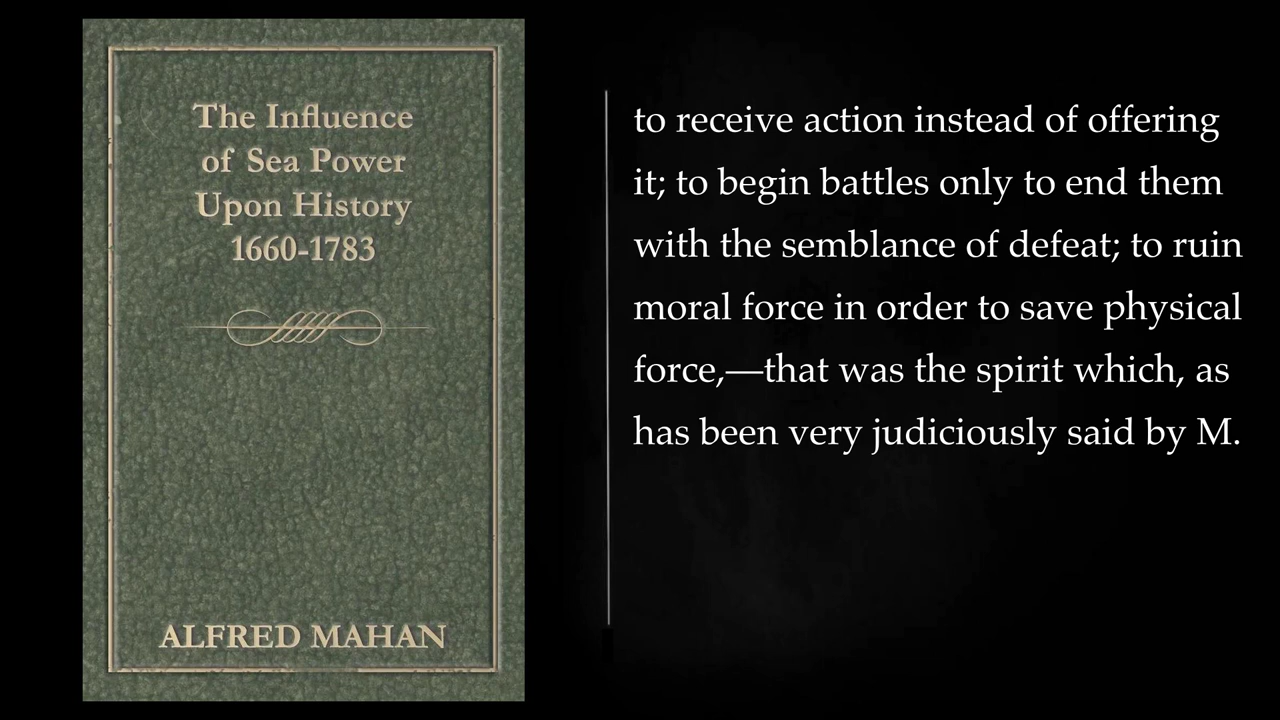 The Influence
of Sea Power
Upon History
1660-1783
ALFRED MAHAN
to receive action instead of offering
it; to begin battles only to end them
with the semblance of defeat; to ruin
moral force in order to save physical
force,—that was the spirit which, as
has been very judiciously said by M.